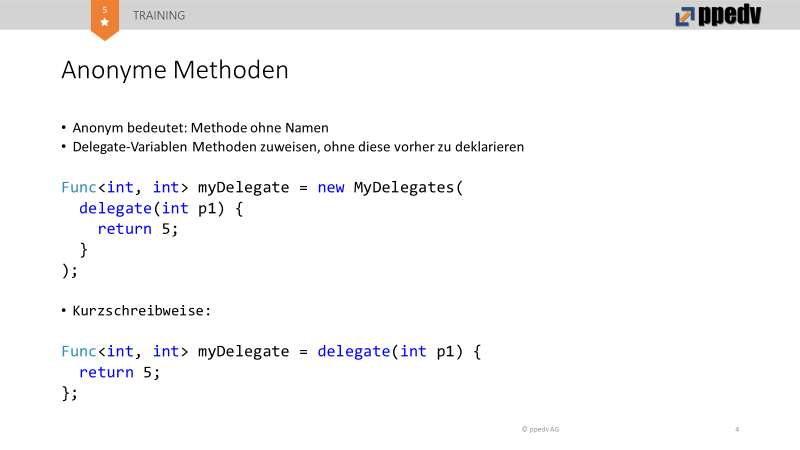 5
TRAINING
ppedv
Anonyme Methoden
• Anonym bedeutet: Methode ohne Namen
• Delegate-Variablen Methoden zuweisen, ohne diese vorher zu deklarieren
Func<int, int> myDelegate = new MyDelegates(
  delegate(int p1) {
    return 5;
  }
);
• Kurzschreibweise:
Func<int, int> myDelegate = delegate(int p1) {
  return 5;
};
© ppedv AG
4